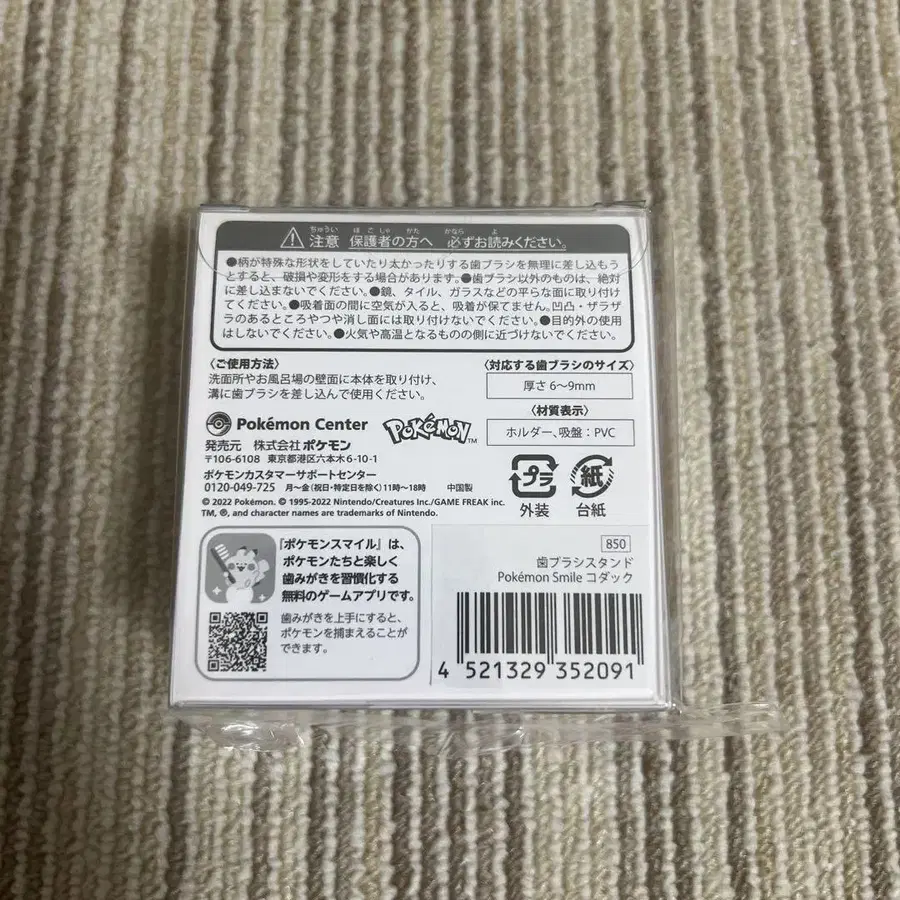 注意 保護者の方へ 必ずお読みください。
ちゅうい ほごしゃ かた かなら よ
●柄が特殊な形状をしていたり太かったりする歯ブラシを無理に差し込もう
とすると、破損や変形をする場合があります。●歯ブラシ以外のものは、絶対
に差し込まないでください。●鏡、タイル、ガラスなどの平らな面に取り付け
てください。●吸着面の間に空気が入ると、吸着が保てません。凹凸・ザラザ
ラのあるところやつや消し面には取り付けないでください。●目的外の使用
はしないでください。●火気や高温となるものの側に近づけないでください。
〈ご使用方法〉
洗面所やお風呂場の壁面に本体を取り付け、
溝に歯ブラシを差し込んで使用ください。
〈対応する歯ブラシのサイズ〉
厚さ 6〜9mm
〈材質表示〉
ホルダー、吸盤：PVC
Pokémon Center
POKéMON™
発売元 株式会社 ポケモン
〒106-6108 東京都港区六本木 6-10-1
ポケモンカスタマーサポートセンター
0120-049-725 月〜金（祝日・特定日を除く）11時〜18時 中国製
© 2022 Pokémon. © 1995-2022 Nintendo/Creatures Inc./GAME FREAK inc.
TM, ®, and character names are trademarks of Nintendo.
プラ
外装
紙
台紙
『ポケモンスマイル』は、
ポケモンたちと楽しく
歯みがきを習慣化する
無料のゲームアプリです。
歯みがきを上手にすると、
ポケモンを捕まえることが
できます。
850
歯ブラシスタンド
Pokémon Smile コダック
4 521329 352091